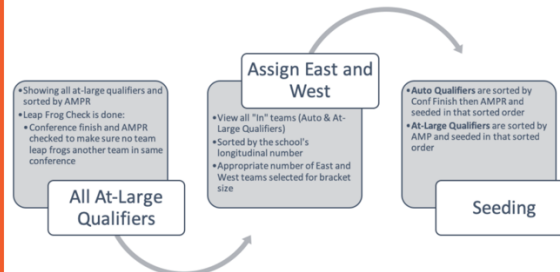 •Showing all at-large qualifiers and
sorted by AMPR
•Leap Frog Check is done:
•Conference finish and AMPR
checked to make sure no team
leap frogs another team in same
conference
All At-Large
Qualifiers
Assign East and
West
•View all "In" teams (Auto & At-
Large Qualifiers)
•Sorted by the school's
longitudinal number
•Appropriate number of East and
West teams selected for bracket
size
•Auto Qualifiers are sorted by
Conf Finish then AMPR and
seeded in that sorted order
•At-Large Qualifiers are sorted by
AMP and seeded in that sorted
order
Seeding